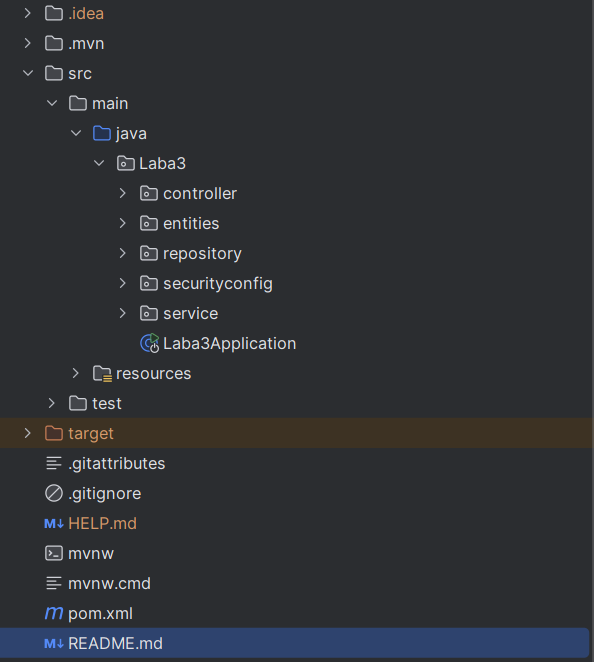 .idea
.mvn
src
main
java
Laba3
controller
entities
repository
securityconfig
service
Laba3Application
resources
test
target
.gitattributes
.gitignore
M↓ HELP.md
mvnw
mvnw.cmd
m pom.xml
M↓ README.md